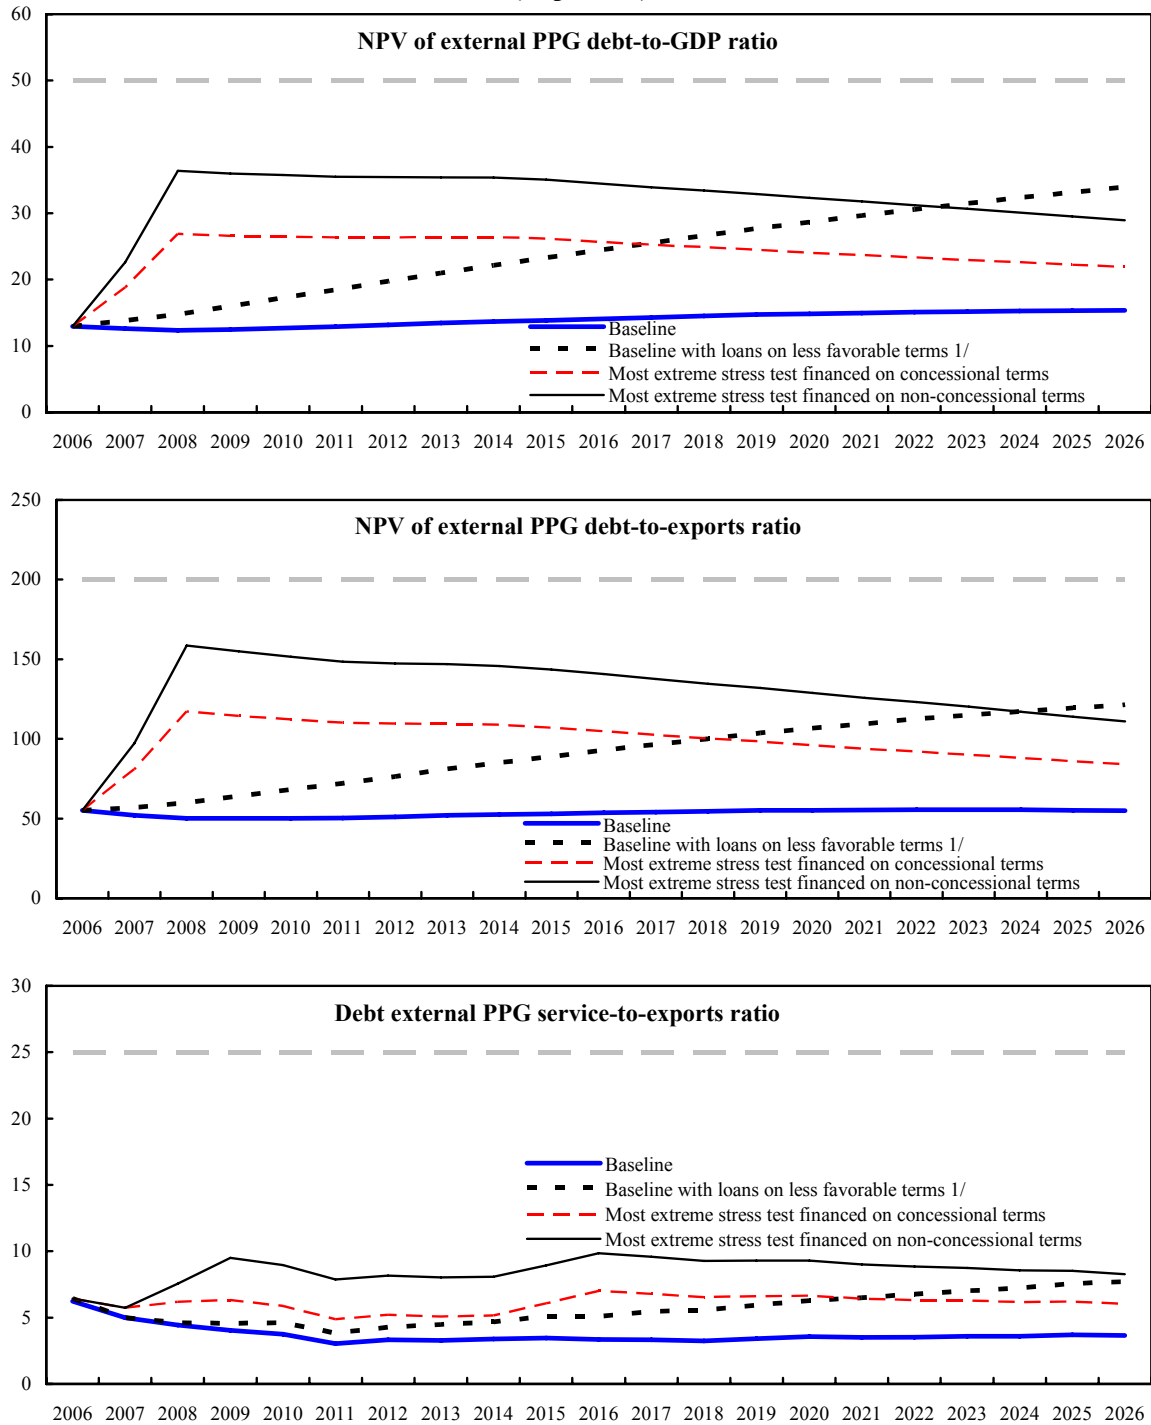 60
NPV of external PPG debt-to-GDP ratio
50
40
30
20
10
0
Baseline
Baseline with loans on less favorable terms 1/
Most extreme stress test financed on concessional terms
Most extreme stress test financed on non-concessional terms
2006 2007 2008 2009 2010 2011 2012 2013 2014 2015 2016 2017 2018 2019 2020 2021 2022 2023 2024 2025 2026
250
NPV of external PPG debt-to-exports ratio
200
150
100
50
0
Baseline
Baseline with loans on less favorable terms 1/
Most extreme stress test financed on concessional terms
Most extreme stress test financed on non-concessional terms
2006 2007 2008 2009 2010 2011 2012 2013 2014 2015 2016 2017 2018 2019 2020 2021 2022 2023 2024 2025 2026
30
Debt external PPG service-to-exports ratio
25
20
15
10
5
0
Baseline
Baseline with loans on less favorable terms 1/
Most extreme stress test financed on concessional terms
Most extreme stress test financed on non-concessional terms
2006 2007 2008 2009 2010 2011 2012 2013 2014 2015 2016 2017 2018 2019 2020 2021 2022 2023 2024 2025 2026